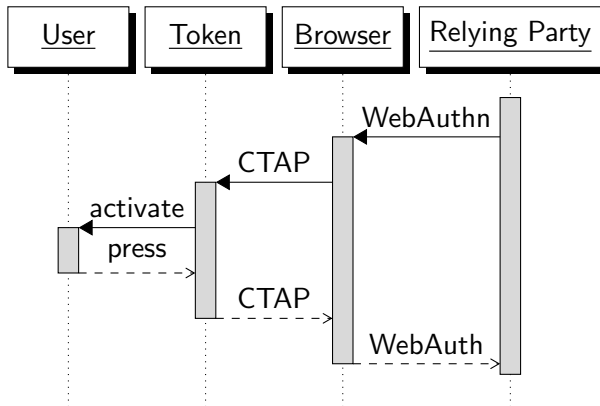 User
Token
Browser
Relying Party
WebAuthn
CTAP
activate
press
CTAP
WebAuth